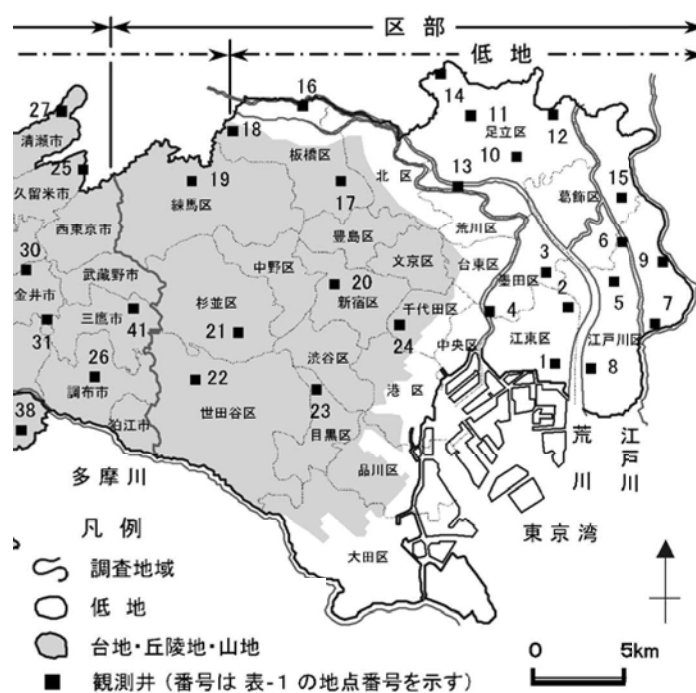 区部
低地
16
27
14
11
清瀬市
18
足立区
12
板橋区
10
25
19
北区
13
15
久留米市
練馬区
17
葛飾区
西東京市
荒川区
6
豊島区
30
文京区
台東区
3
9
武蔵野市
中野区
墨田区
20
2
金井市
杉並区
新宿区
5
三鷹市
千代田区
4
7
31
41
21
24
江東区
江戸川区
26
中央区
渋谷区
1
8
22
港区
調布市
38
世田谷区
23
狛江市
目黒区
荒川
江戸川
多摩川
品川区
凡例
東京湾
調査地域
大田区
低地
台地・丘陵地・山地
0 5km
観測井 (番号は 表-1 の地点番号を示す)